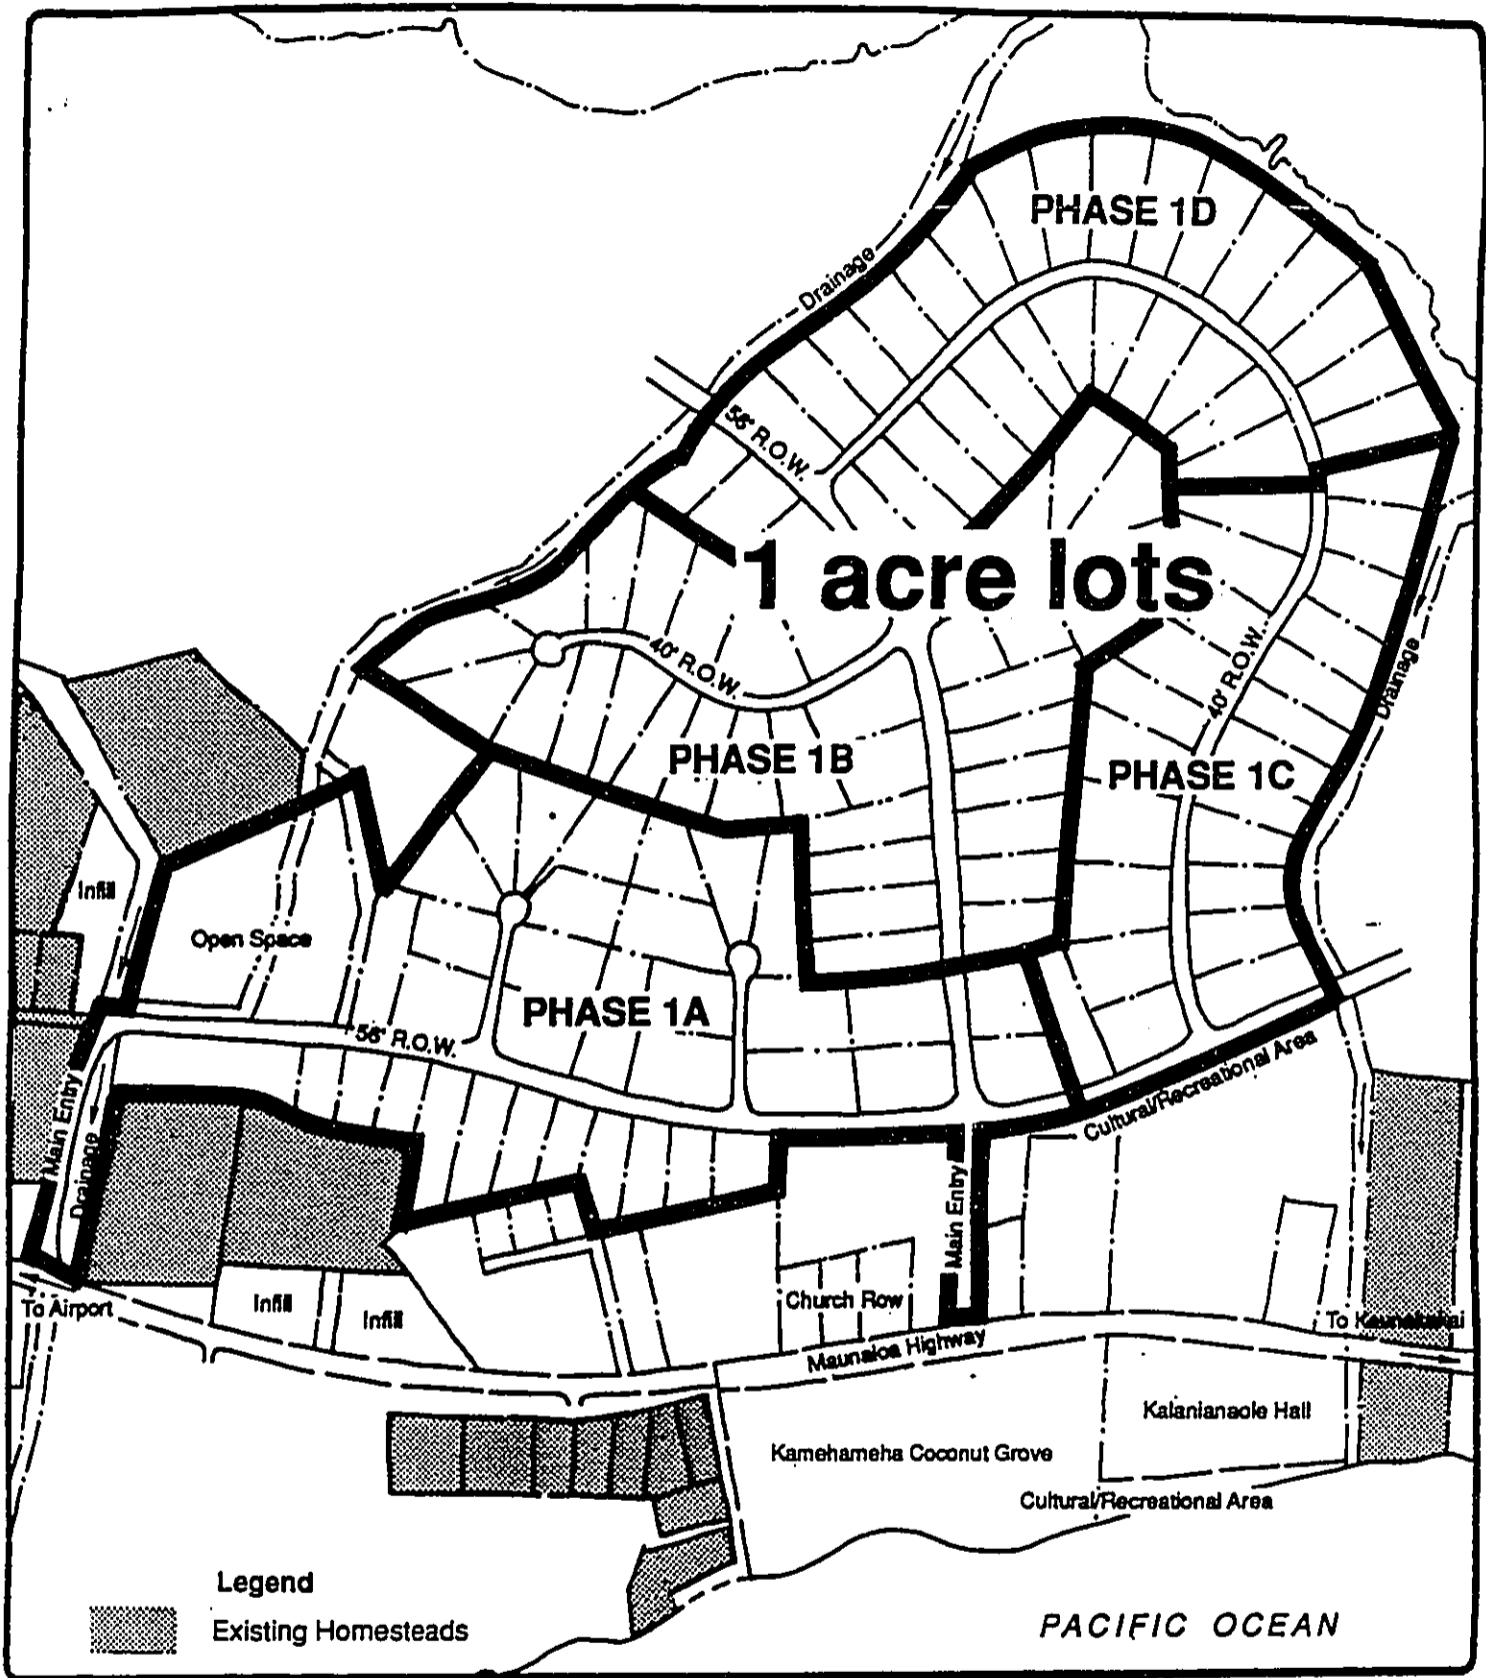 PHASE 1D
Drainage
56' R.O.W.
1 acre lots
40' R.O.W.
40' R.O.W.
Drainage
PHASE 1B
PHASE 1C
Infill
Open Space
PHASE 1A
56' R.O.W.
Main Entry
Drainage
Cultural/Recreational Area
Main Entry
To Airport
Infill
Infill
Church Row
Maunaloa Highway
To Kaunakakai
Kalanianaole Hall
Kamehameha Coconut Grove
Cultural/Recreational Area
Legend
Existing Homesteads
PACIFIC OCEAN